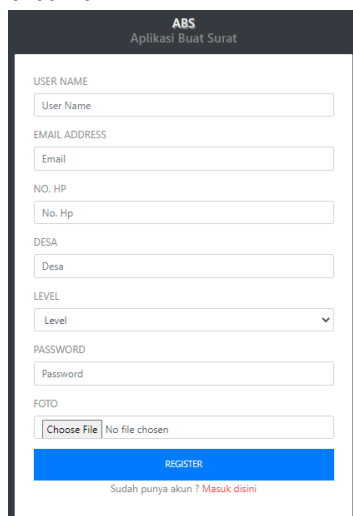 ABS
Aplikasi Buat Surat
USER NAME
User Name
EMAIL ADDRESS
Email
NO. HP
No. Hp
DESA
Desa
LEVEL
Level
PASSWORD
Password
FOTO
Choose File No file chosen
REGISTER
Sudah punya akun ? Masuk disini